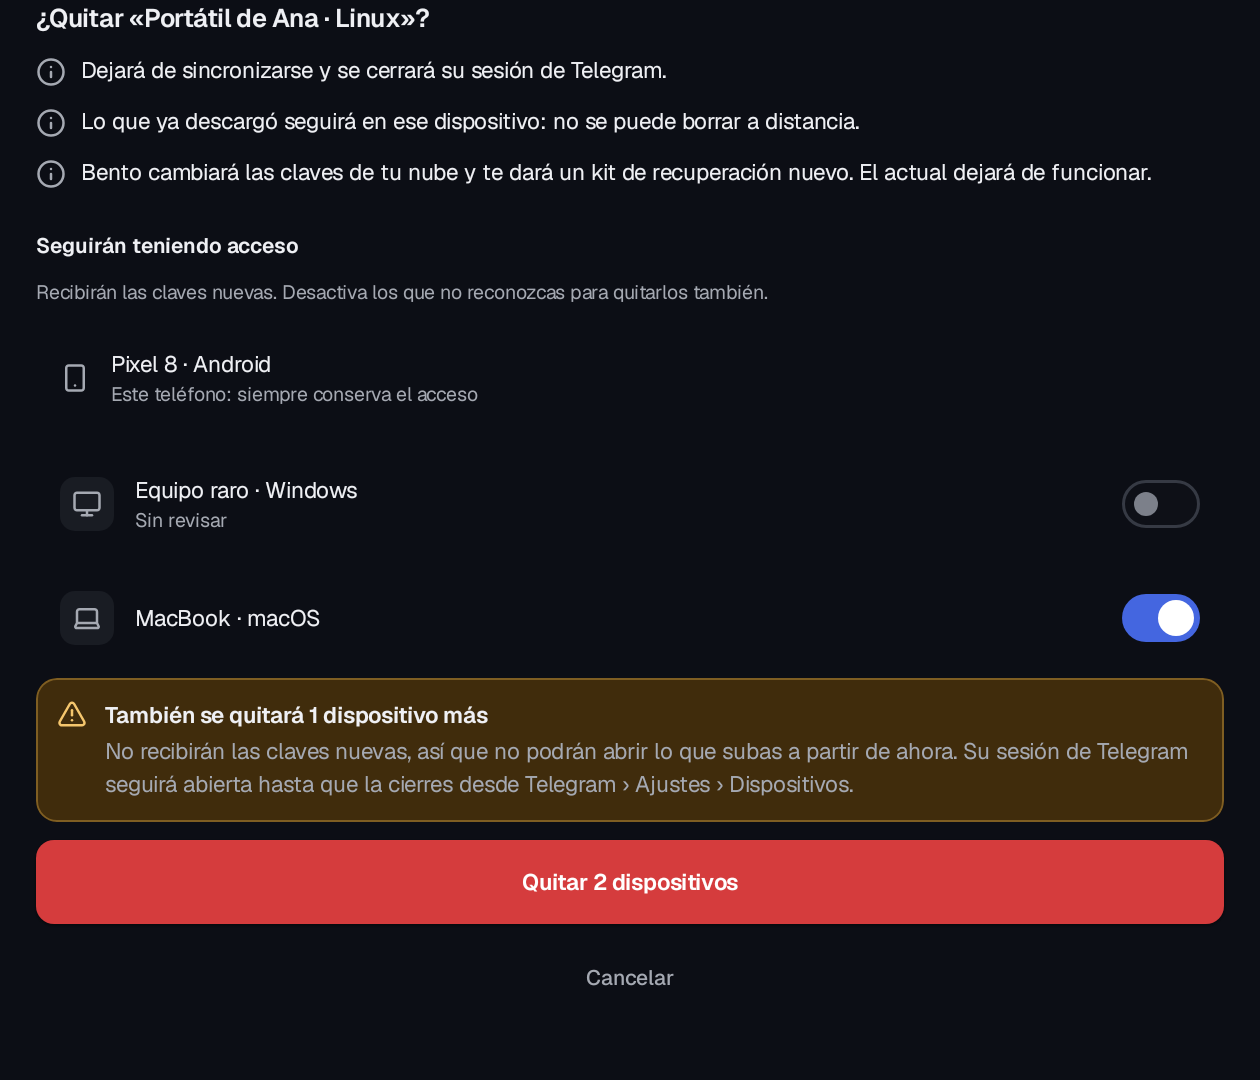 ¿Quitar «Portátil de Ana · Linux»?
Dejará de sincronizarse y se cerrará su sesión de Telegram.
Lo que ya descargó seguirá en ese dispositivo: no se puede borrar a distancia.
Bento cambiará las claves de tu nube y te dará un kit de recuperación nuevo. El actual dejará de funcionar.
Seguirán teniendo acceso
Recibirán las claves nuevas. Desactiva los que no reconozcas para quitarlos también.
Pixel 8 · Android
Este teléfono: siempre conserva el acceso
Equipo raro · Windows
Sin revisar
MacBook · macOS
También se quitará 1 dispositivo más
No recibirán las claves nuevas, así que no podrán abrir lo que subas a partir de ahora. Su sesión de Telegram
seguirá abierta hasta que la cierres desde Telegram › Ajustes › Dispositivos.
Quitar 2 dispositivos
Cancelar